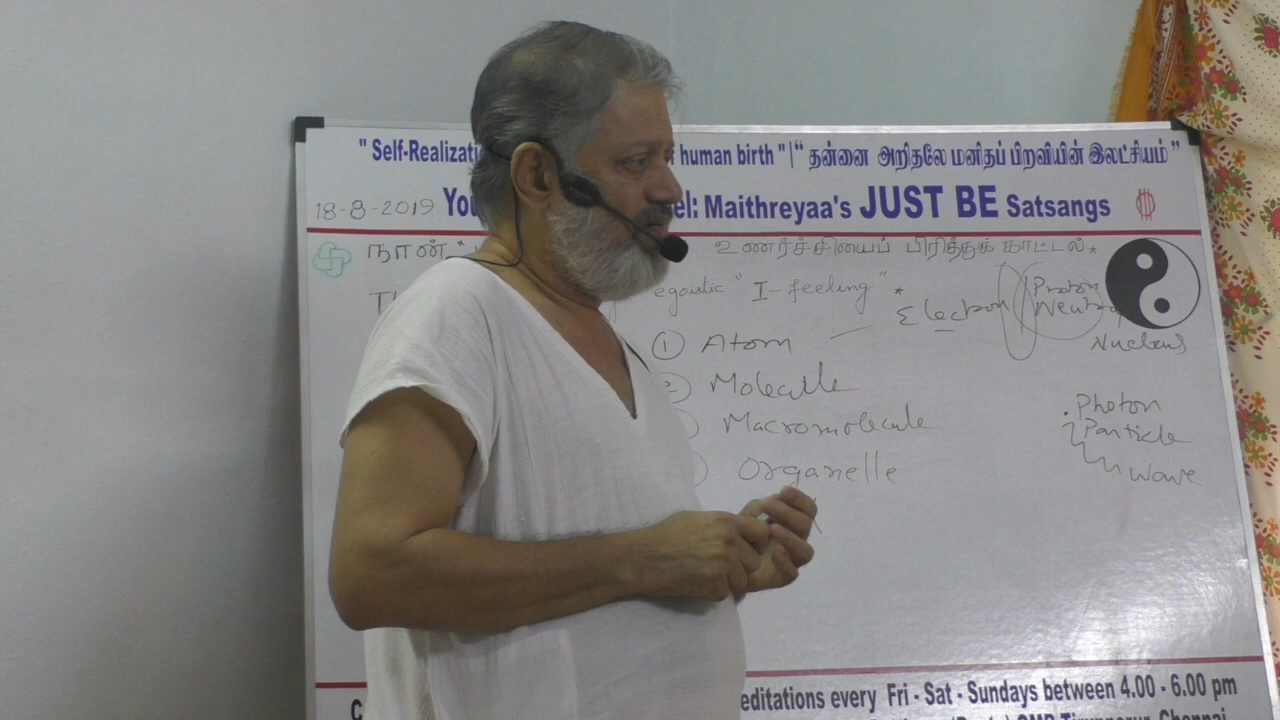 " Self-Realizati f human birth " | “ தன்னை அறிதலே மனிதப் பிறவியின் இலட்சியம் ”
18-8-2019 You el: Maithreyaa's JUST BE Satsangs
நான் " உணர்ச்சியைப் பிரித்துக் காட்டல் *
egoistic " I-feeling " *
Electron Proton
Neutron
① Atom Nucleus
② Molecule
Macromolecule
Organelle
Photon
Particle
Wave
editations every Fri - Sat - Sundays between 4.00 - 6.00 pm